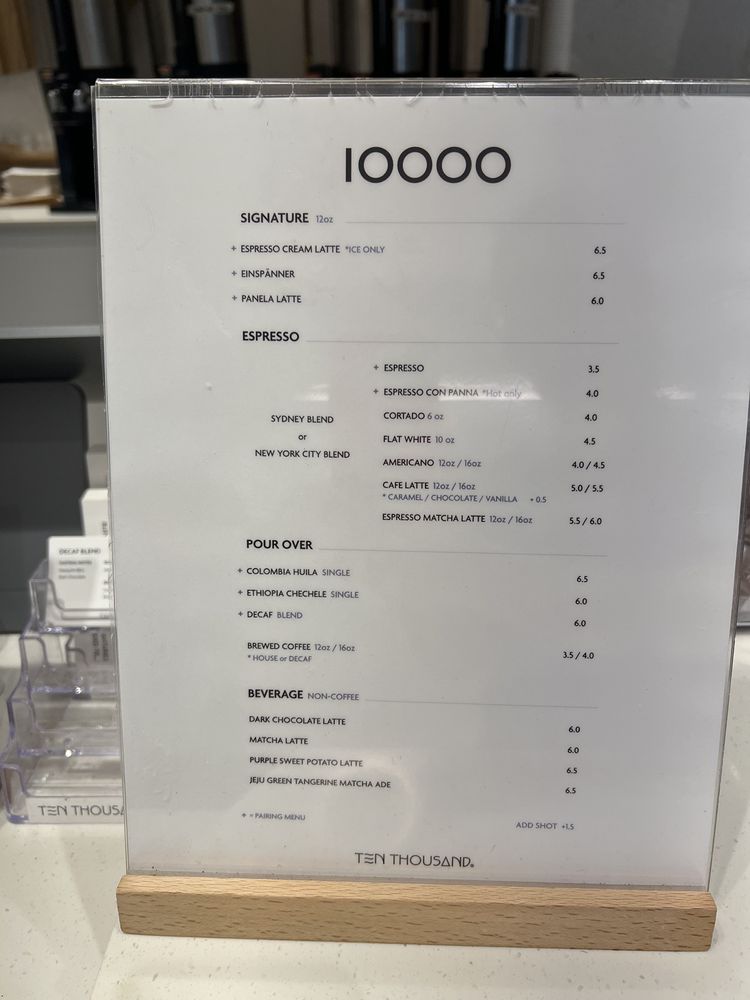 10000
SIGNATURE 12oz
+ ESPRESSO CREAM LATTE *ICE ONLY 6.5
+ EINSPÄNNER 6.5
+ PANELA LATTE 6.0
ESPRESSO
SYDNEY BLEND
or
NEW YORK CITY BLEND
+ ESPRESSO 3.5
+ ESPRESSO CON PANNA *Hot only 4.0
CORTADO 6 oz 4.0
FLAT WHITE 10 oz 4.5
AMERICANO 12oz / 16oz 4.0 / 4.5
CAFE LATTE 12oz / 16oz 5.0 / 5.5
* CARAMEL / CHOCOLATE / VANILLA + 0.5
ESPRESSO MATCHA LATTE 12oz / 16oz 5.5 / 6.0
POUR OVER
+ COLOMBIA HUILA SINGLE 6.5
+ ETHIOPIA CHECHELE SINGLE 6.0
+ DECAF BLEND 6.0
BREWED COFFEE 12oz / 16oz 3.5 / 4.0
* HOUSE or DECAF
BEVERAGE NON-COFFEE
DARK CHOCOLATE LATTE 6.0
MATCHA LATTE 6.0
PURPLE SWEET POTATO LATTE 6.5
JEJU GREEN TANGERINE MATCHA ADE 6.5
+ = PAIRING MENU
ADD SHOT +1.5
TEN THOUSAND®
DECAF BLEND
TEN THOUSA